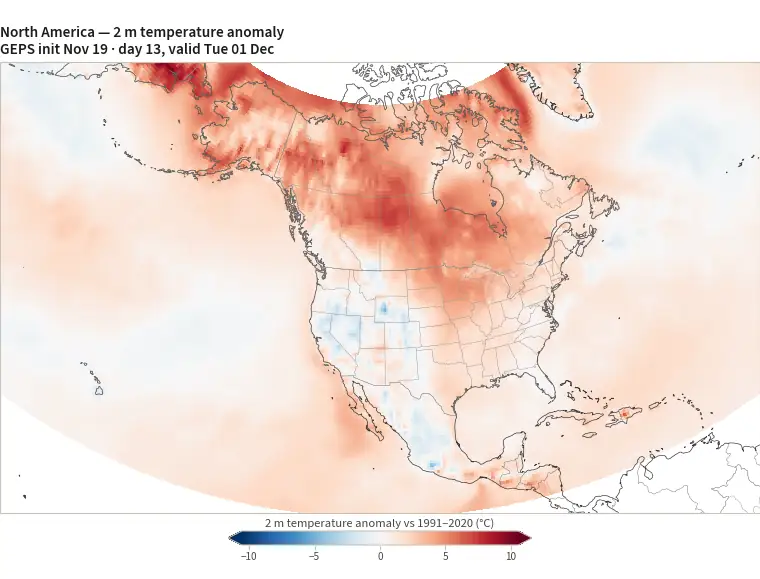 North America — 2 m temperature anomaly
GEPS init Nov 19 · day 13, valid Tue 01 Dec
2 m temperature anomaly vs 1991–2020 (°C)
−10 −5 0 5 10